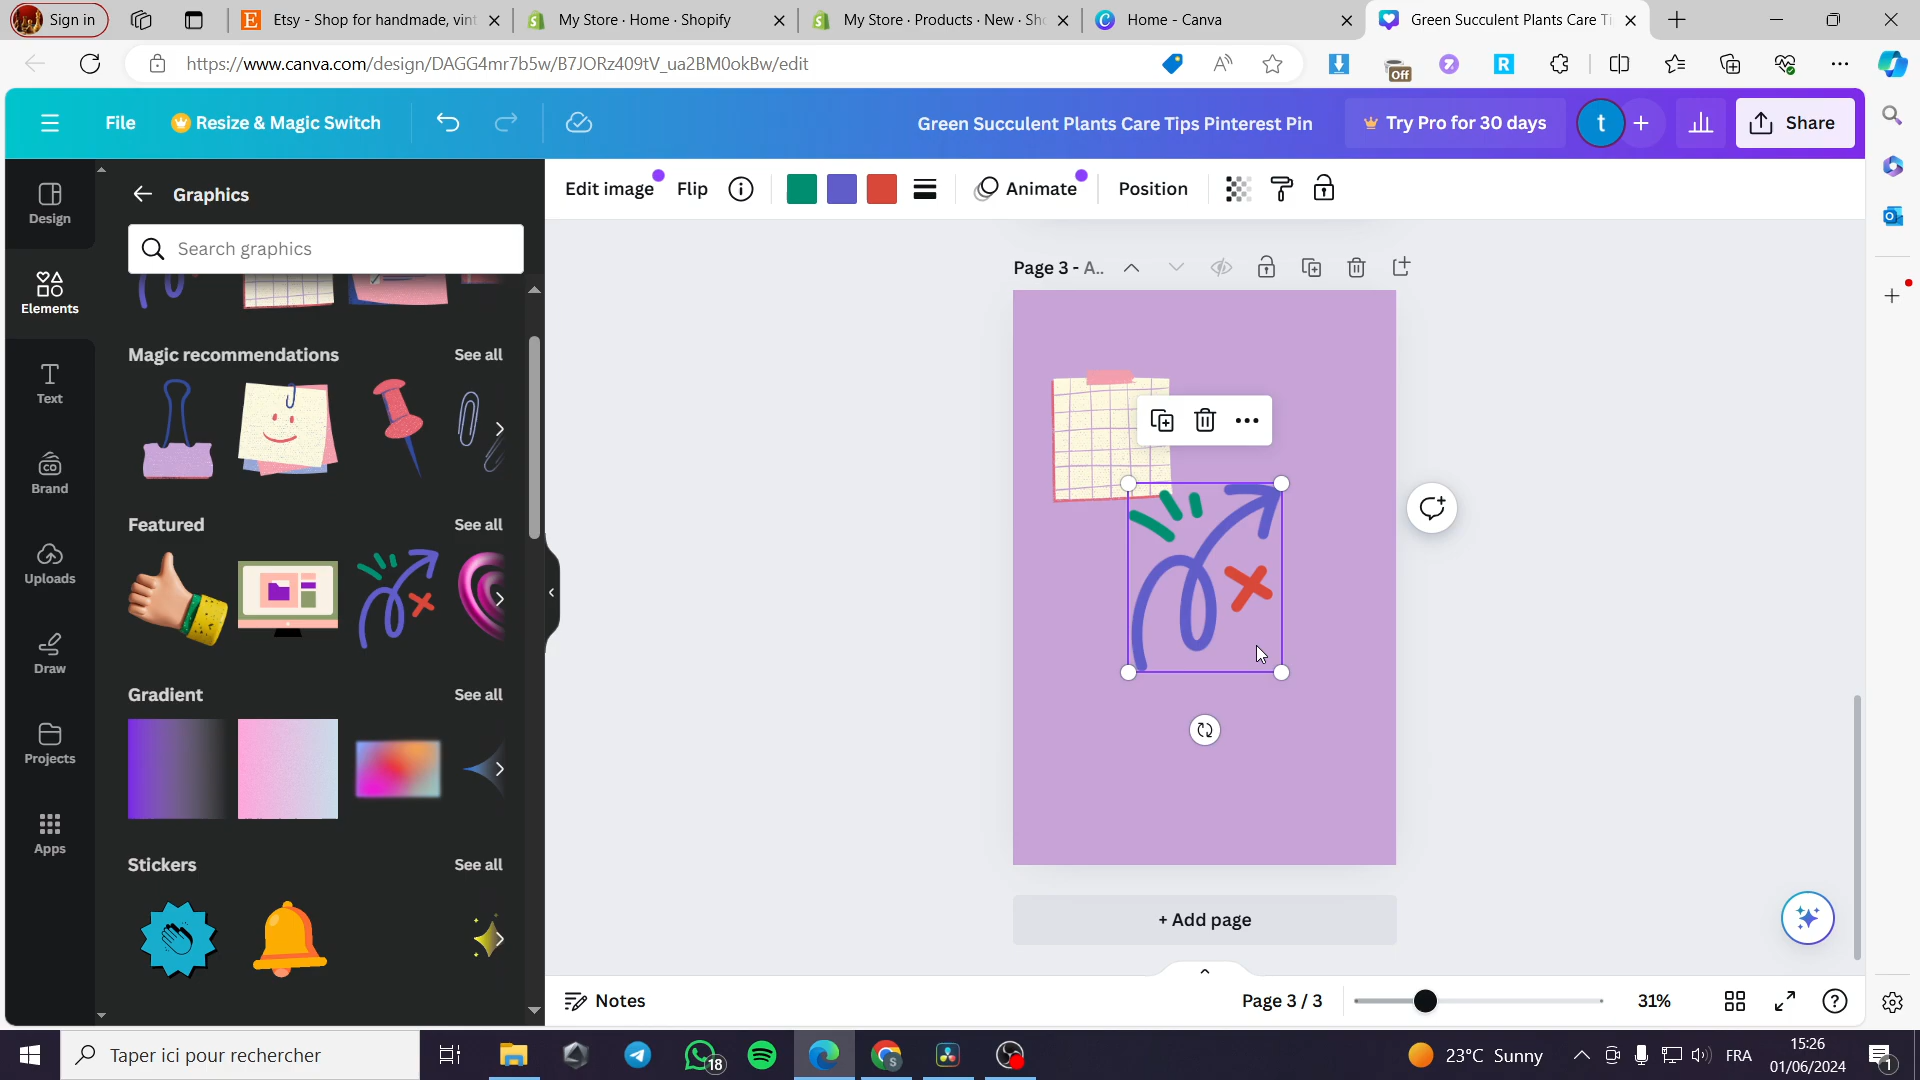 Sign in
Etsy - Shop for handmade, vint
My Store · Home · Shopify
My Store · Products · New · Sh
Home - Canva
Green Succulent Plants Care Ti
https://www.canva.com/design/DAGG4mr7b5w/B7JORz409tV_ua2BM0okBw/edit
Off
File
Resize & Magic Switch
Green Succulent Plants Care Tips Pinterest Pin
Try Pro for 30 days
t
Share
Design
Elements
Text
Brand
Uploads
Draw
Projects
Apps
Graphics
Search graphics
Magic recommendations
See all
Featured
See all
Gradient
See all
Stickers
See all
Edit image
Flip
Animate
Position
Page 3 - A..
+ Add page
Notes
Page 3 / 3
31%
Taper ici pour rechercher
18
23°C Sunny
FRA
15:26
01/06/2024
1